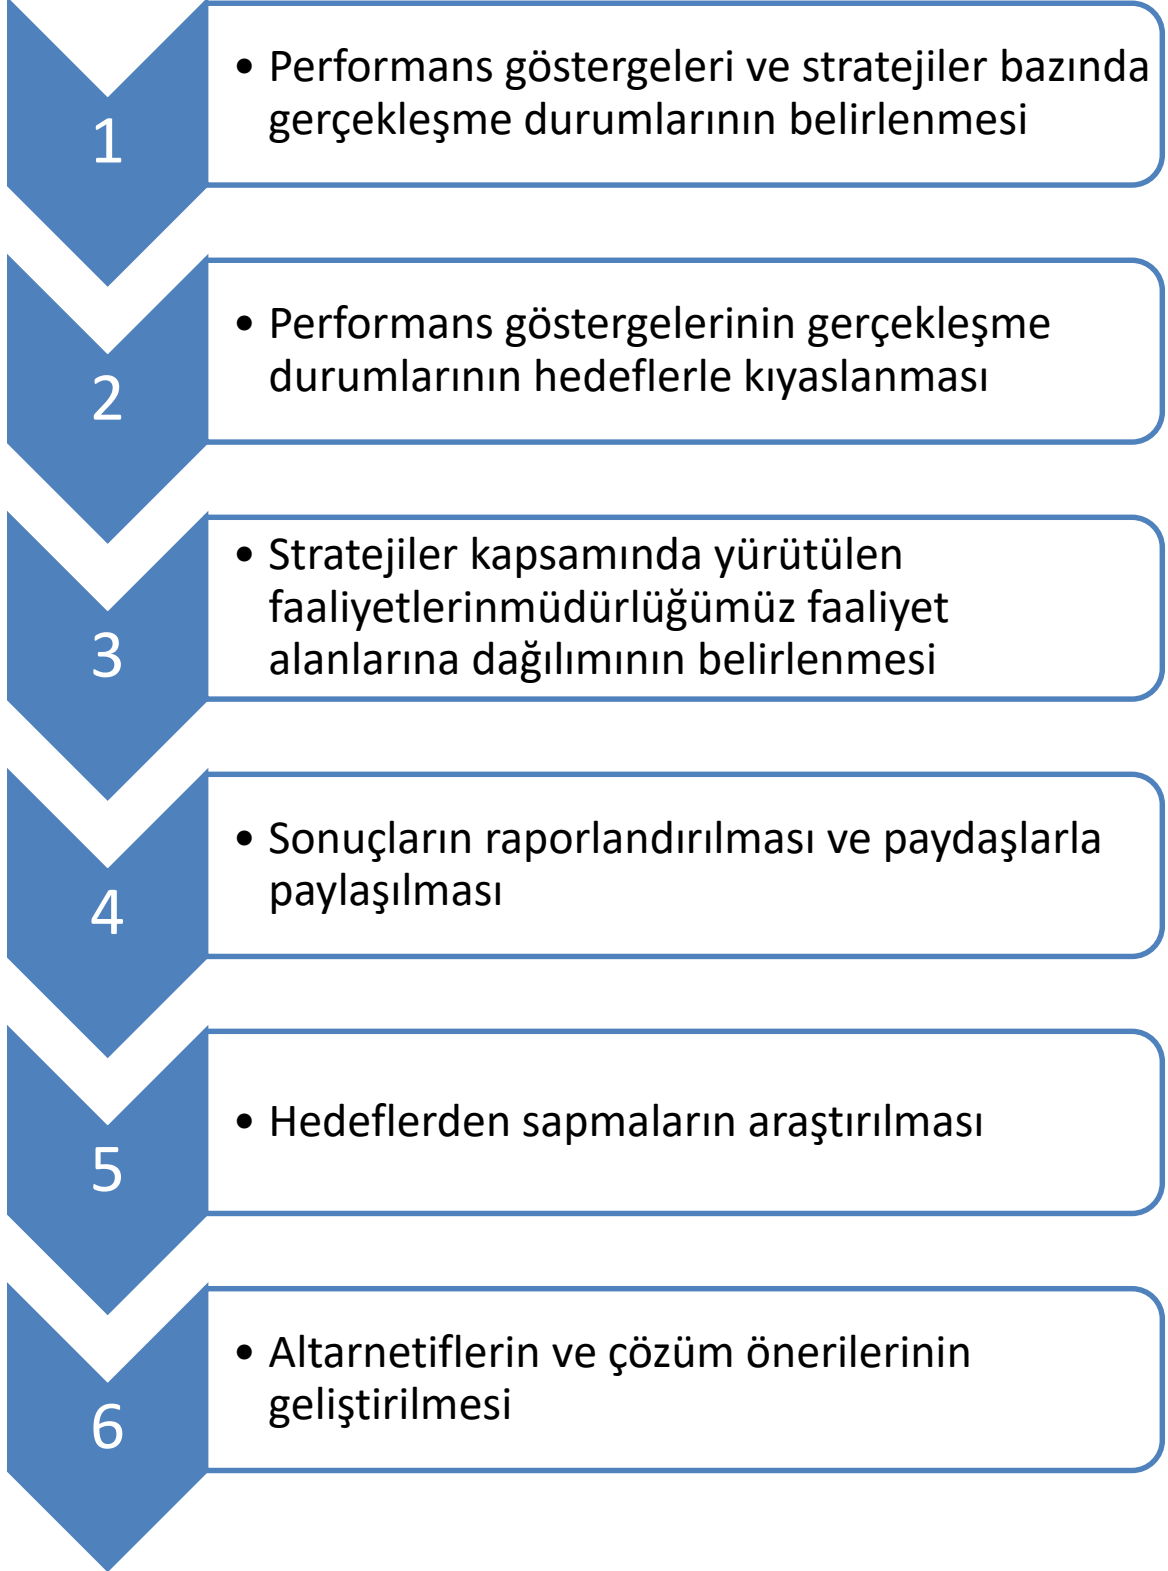 1
• Performans göstergeleri ve stratejiler bazında
gerçekleşme durumlarının belirlenmesi
2
• Performans göstergelerinin gerçekleşme
durumlarının hedeflerle kıyaslanması
3
• Stratejiler kapsamında yürütülen
faaliyetlerinmüdürlüğümüz faaliyet
alanlarına dağılımının belirlenmesi
4
• Sonuçların raporlandırılması ve paydaşlarla
paylaşılması
5
• Hedeflerden sapmaların araştırılması
6
• Altarnetiflerin ve çözüm önerilerinin
geliştirilmesi